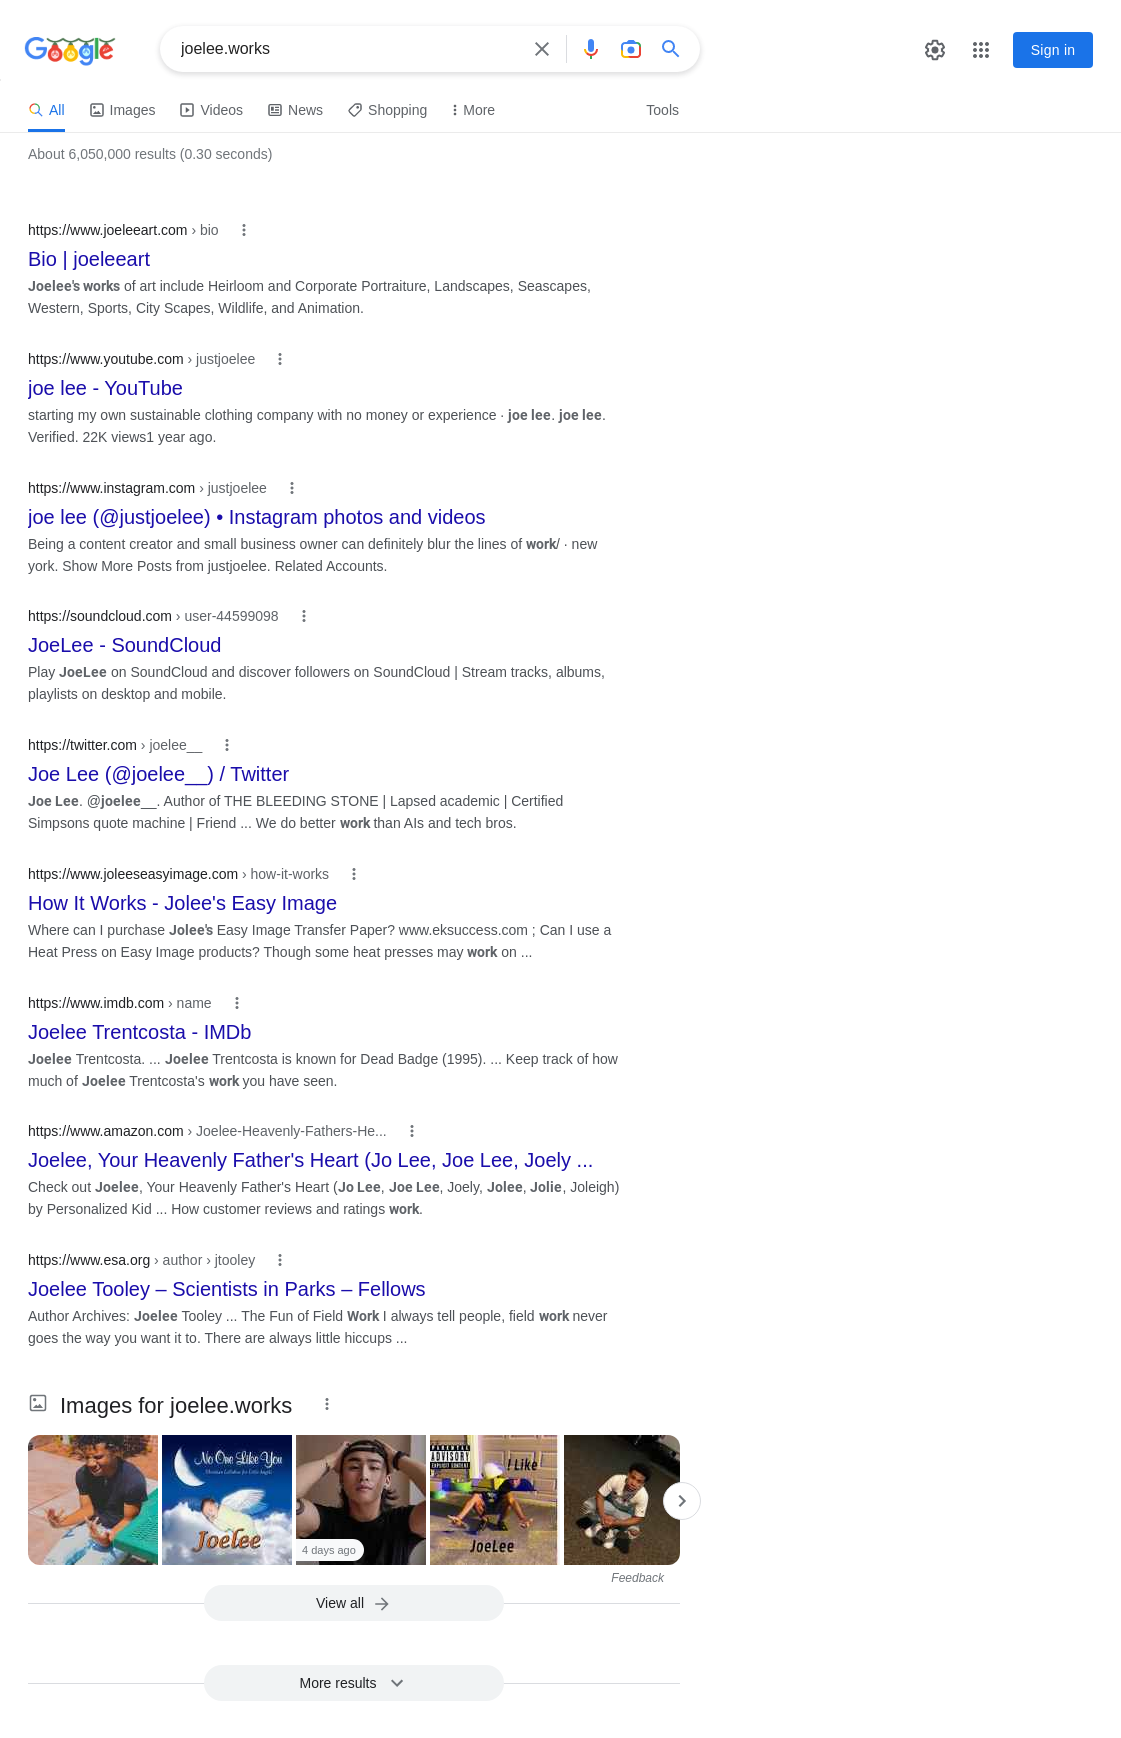 Google
joelee.works
Sign in
All Images Videos News Shopping More Tools
About 6,050,000 results (0.30 seconds)
https://www.joeleeart.com › bio
Bio | joeleeart
Joelee's works of art include Heirloom and Corporate Portraiture, Landscapes, Seascapes,
Western, Sports, City Scapes, Wildlife, and Animation.
https://www.youtube.com › justjoelee
joe lee - YouTube
starting my own sustainable clothing company with no money or experience · joe lee. joe lee.
Verified. 22K views1 year ago.
https://www.instagram.com › justjoelee
joe lee (@justjoelee) • Instagram photos and videos
Being a content creator and small business owner can definitely blur the lines of work/ · new
york. Show More Posts from justjoelee. Related Accounts.
https://soundcloud.com › user-44599098
JoeLee - SoundCloud
Play JoeLee on SoundCloud and discover followers on SoundCloud | Stream tracks, albums,
playlists on desktop and mobile.
https://twitter.com › joelee__
Joe Lee (@joelee__) / Twitter
Joe Lee. @joelee__. Author of THE BLEEDING STONE | Lapsed academic | Certified
Simpsons quote machine | Friend ... We do better work than AIs and tech bros.
https://www.joleeseasyimage.com › how-it-works
How It Works - Jolee's Easy Image
Where can I purchase Jolee's Easy Image Transfer Paper? www.eksuccess.com ; Can I use a
Heat Press on Easy Image products? Though some heat presses may work on ...
https://www.imdb.com › name
Joelee Trentcosta - IMDb
Joelee Trentcosta. ... Joelee Trentcosta is known for Dead Badge (1995). ... Keep track of how
much of Joelee Trentcosta's work you have seen.
https://www.amazon.com › Joelee-Heavenly-Fathers-He...
Joelee, Your Heavenly Father's Heart (Jo Lee, Joe Lee, Joely ...
Check out Joelee, Your Heavenly Father's Heart (Jo Lee, Joe Lee, Joely, Jolee, Jolie, Joleigh)
by Personalized Kid ... How customer reviews and ratings work.
https://www.esa.org › author › jtooley
Joelee Tooley – Scientists in Parks – Fellows
Author Archives: Joelee Tooley ... The Fun of Field Work I always tell people, field work never
goes the way you want it to. There are always little hiccups ...
Images for joelee.works
No One Like You
Joelee
4 days ago
PARENTAL
ADVISORY
EXPLICIT CONTENT
I Like
JoeLee
Feedback
View all
More results